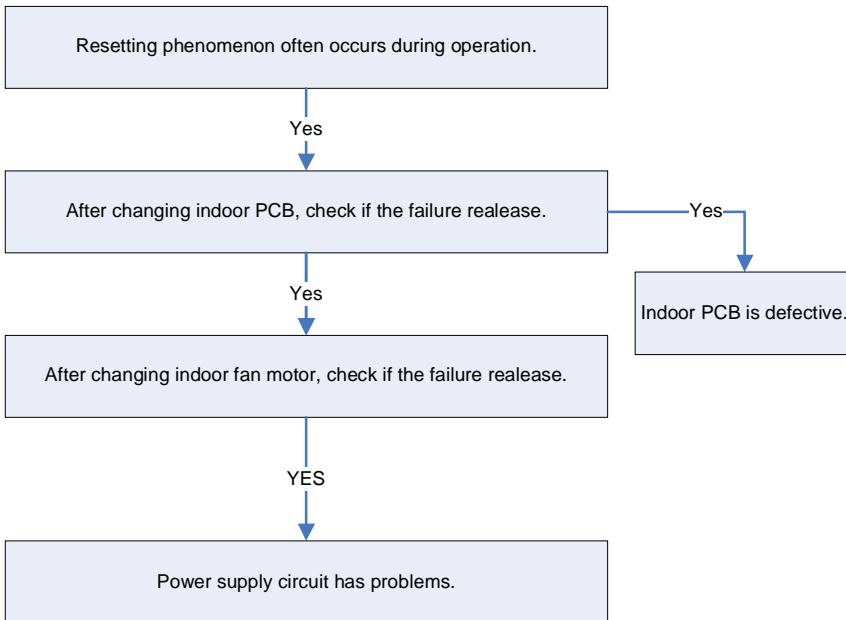 Resetting phenomenon often occurs during operation.
Yes
After changing indoor PCB, check if the failure realease.
Yes
Yes
Indoor PCB is defective.
After changing indoor fan motor, check if the failure realease.
YES
Power supply circuit has problems.